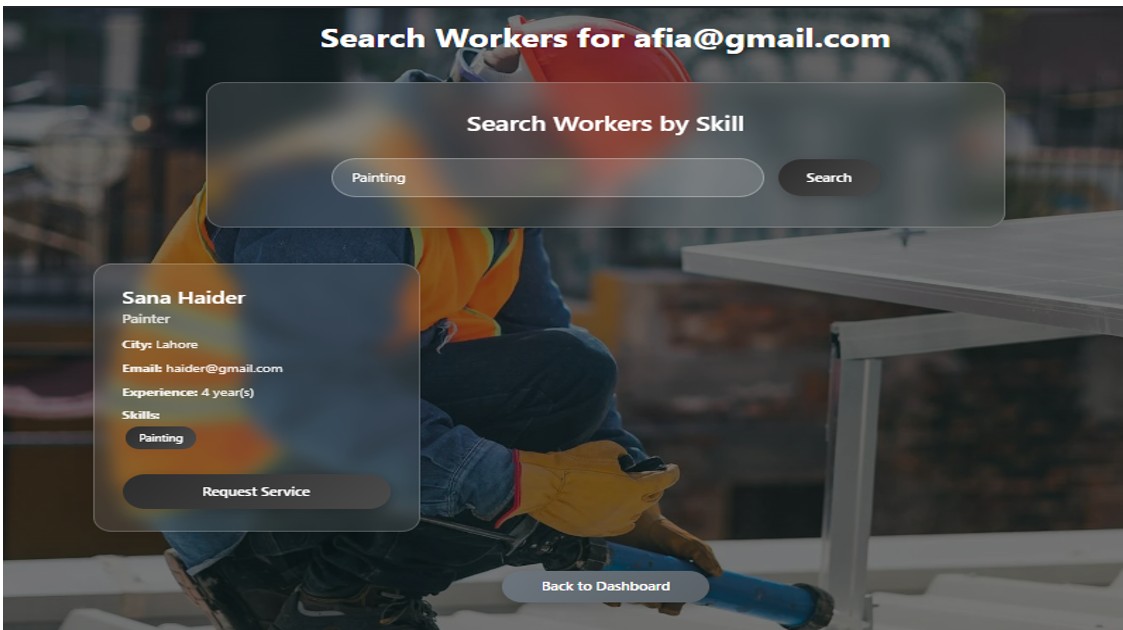 Search Workers for afia@gmail.com
Search Workers by Skill
Painting
Search
Sana Haider
Painter
City: Lahore
Email: haider@gmail.com
Experience: 4 year(s)
Skills:
Painting
Request Service
Back to Dashboard